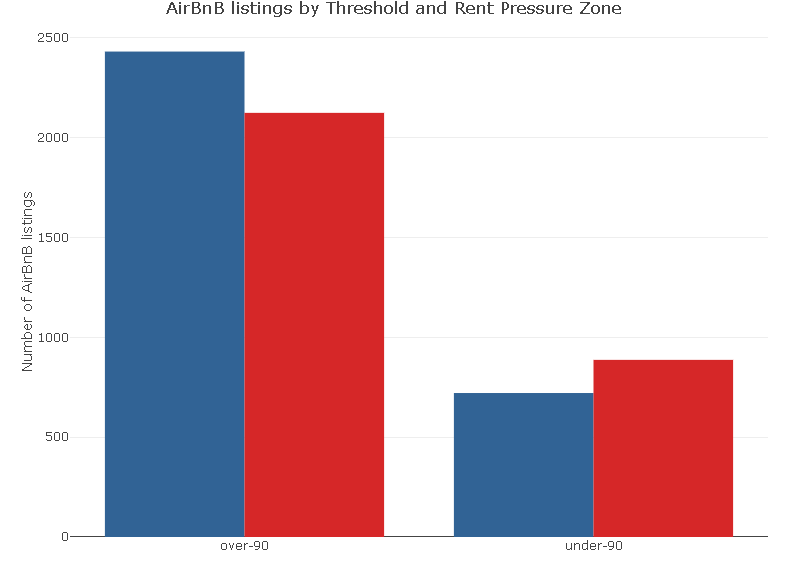 AirBnB listings by Threshold and Rent Pressure Zone
Number of AirBnB listings
2500
2000
1500
1000
500
0
over-90
under-90